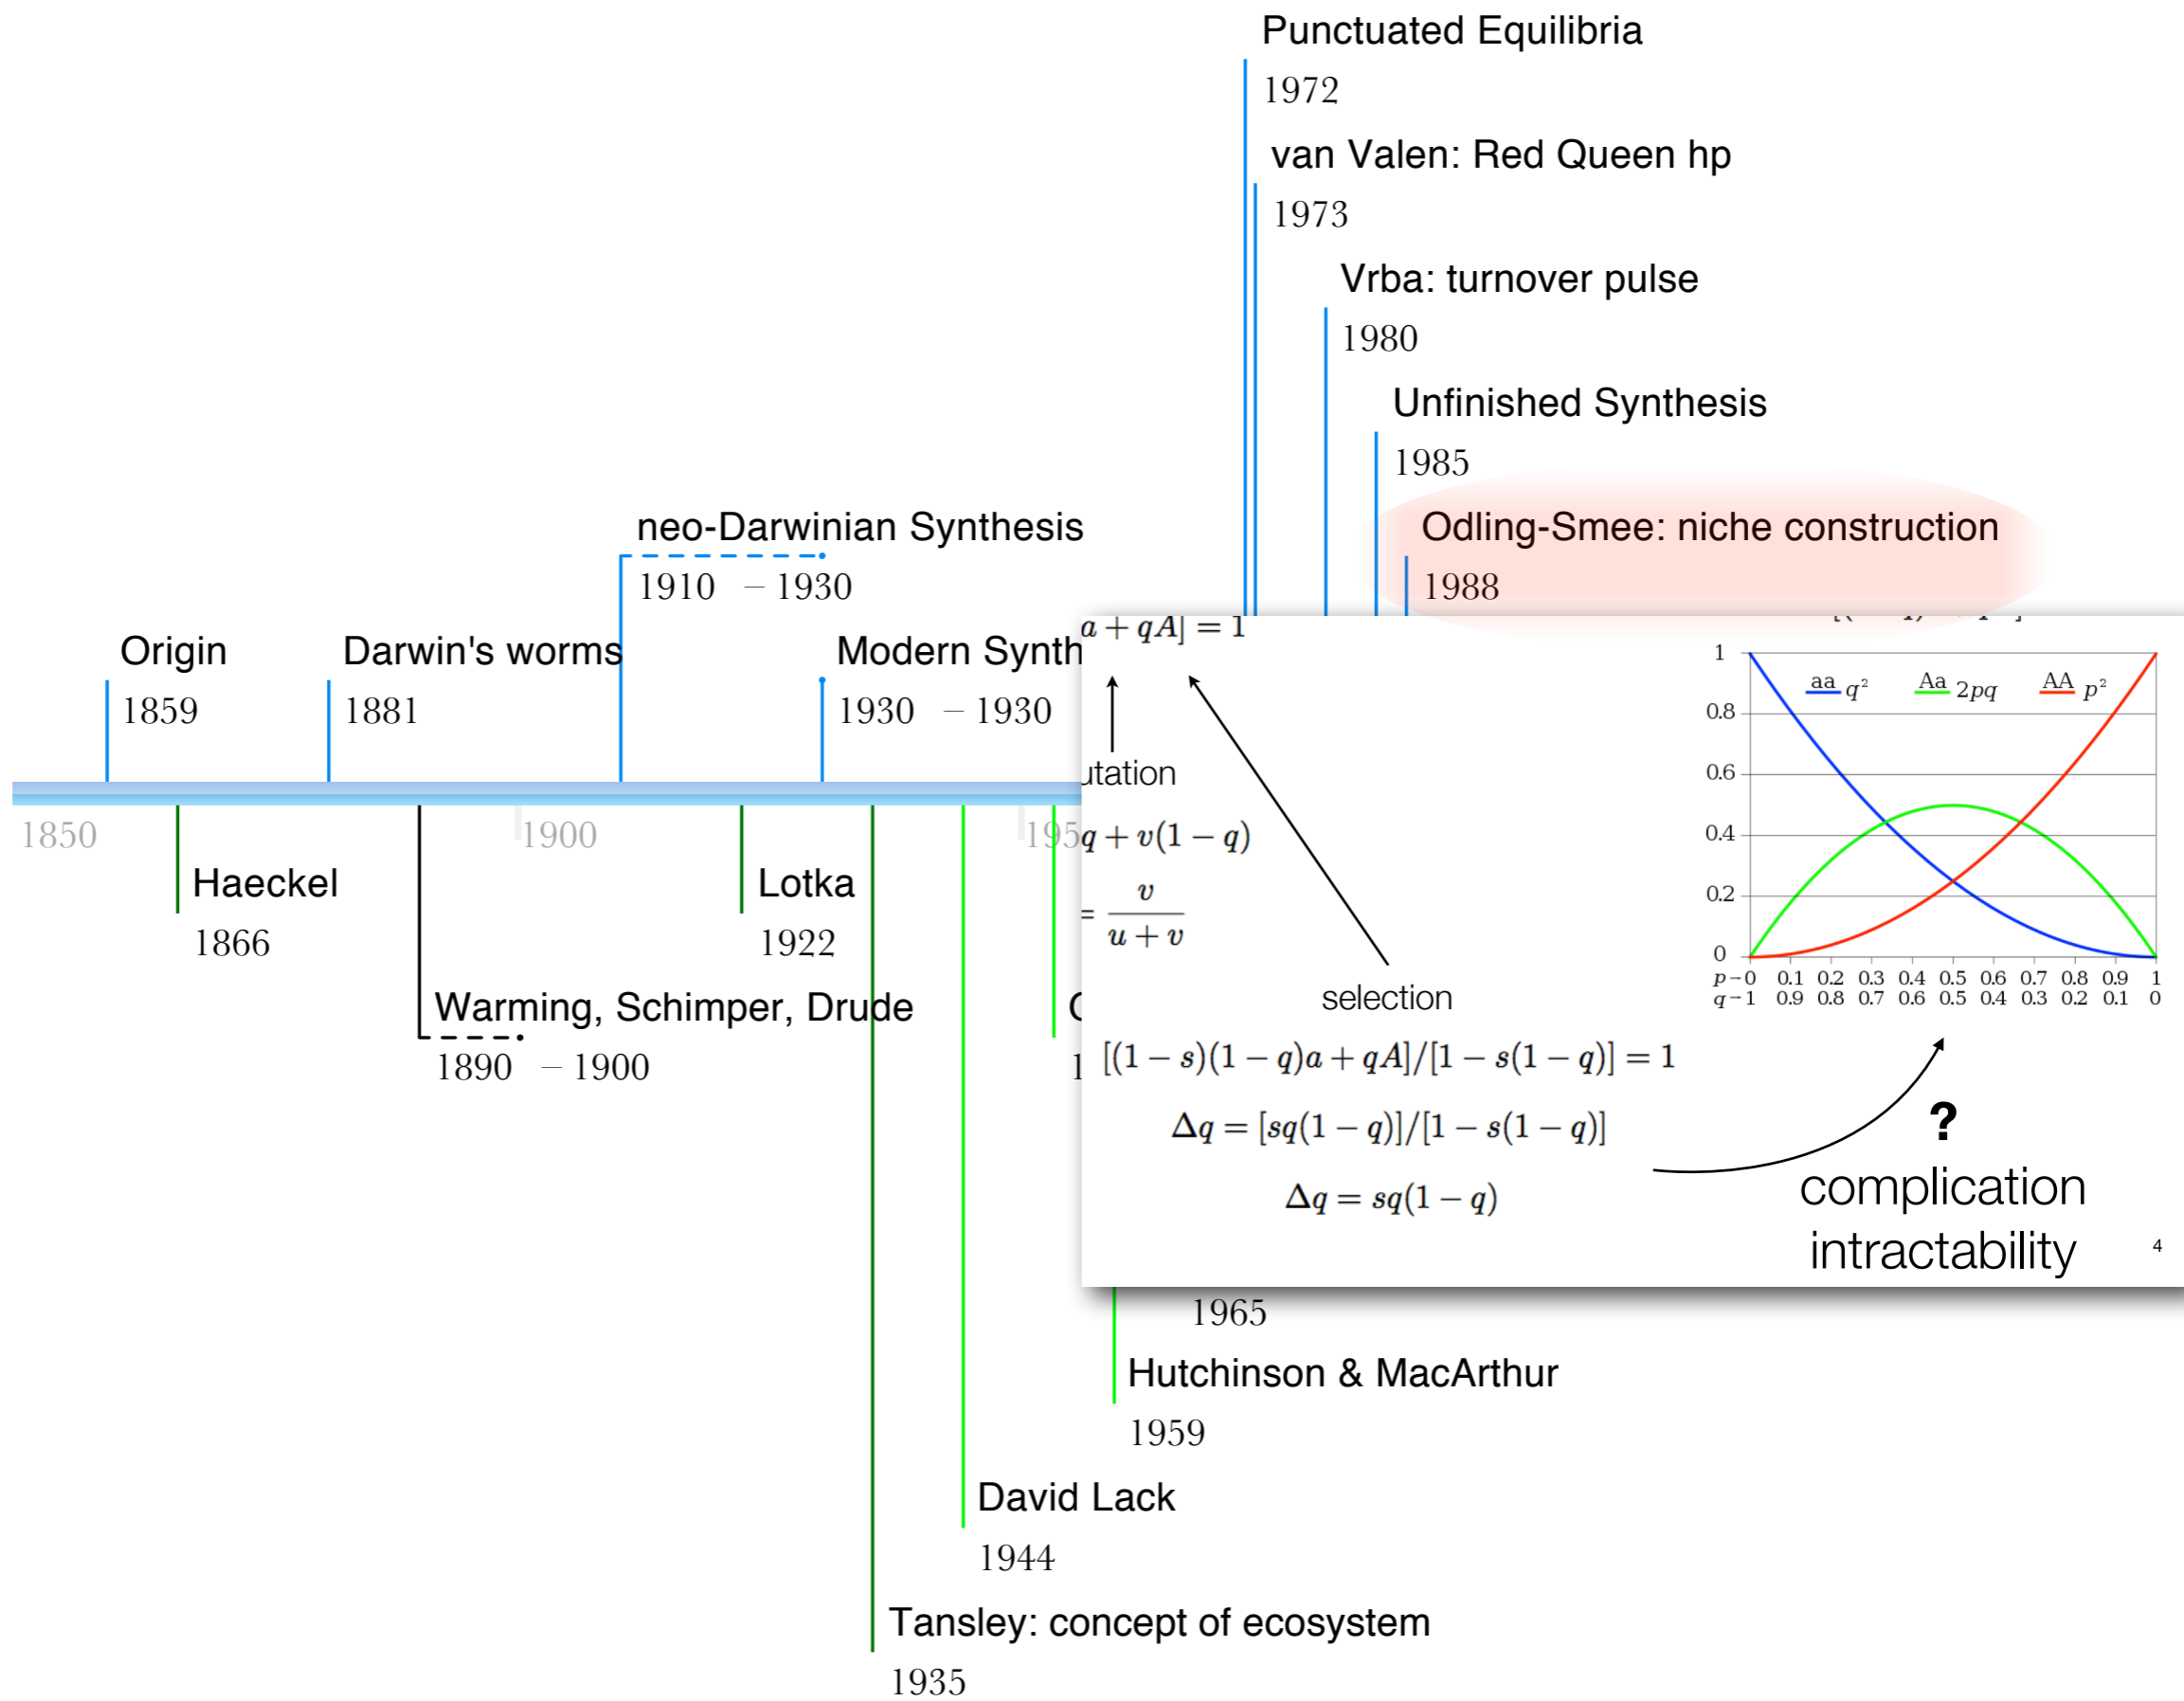 Punctuated Equilibria
1972
van Valen: Red Queen hp
1973
Vrba: turnover pulse
1980
Unfinished Synthesis
1985
Odling-Smee: niche construction
1988
neo-Darwinian Synthesis
1910 – 1930
Origin
1859
Darwin's worms
1881
Modern Synth
1930 – 1930
1850
1900
195
Haeckel
1866
Lotka
1922
Warming, Schimper, Drude
1890 – 1900
a + qA] = 1
utation
q + v(1 − q)
= v / (u + v)
selection
[(1 − s)(1 − q)a + qA]/[1 − s(1 − q)] = 1
Δq = [sq(1 − q)]/[1 − s(1 − q)]
Δq = sq(1 − q)
aa q² Aa 2pq AA p²
1
0.8
0.6
0.4
0.2
0
p – 0 0.1 0.2 0.3 0.4 0.5 0.6 0.7 0.8 0.9 1
q – 1 0.9 0.8 0.7 0.6 0.5 0.4 0.3 0.2 0.1 0
?
complication
intractability
4
1965
Hutchinson & MacArthur
1959
David Lack
1944
Tansley: concept of ecosystem
1935